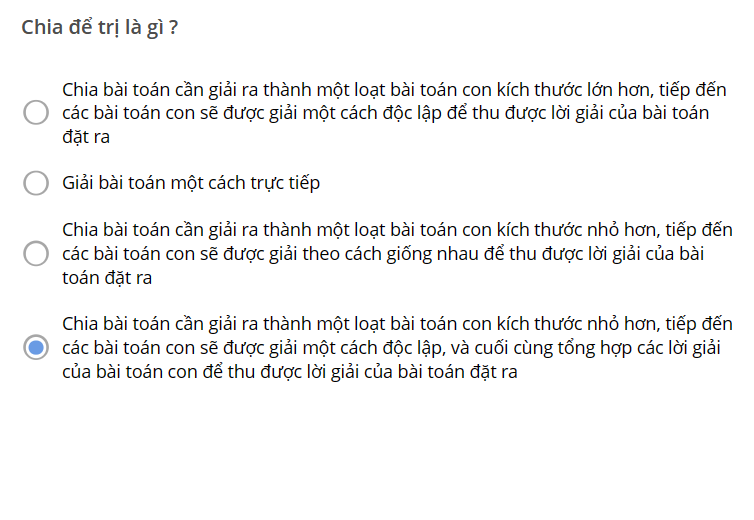 Chia để trị là gì ?
Chia bài toán cần giải ra thành một loạt bài toán con kích thước lớn hơn, tiếp đến
các bài toán con sẽ được giải một cách độc lập để thu được lời giải của bài toán
đặt ra
Giải bài toán một cách trực tiếp
Chia bài toán cần giải ra thành một loạt bài toán con kích thước nhỏ hơn, tiếp đến
các bài toán con sẽ được giải theo cách giống nhau để thu được lời giải của bài
toán đặt ra
Chia bài toán cần giải ra thành một loạt bài toán con kích thước nhỏ hơn, tiếp đến
các bài toán con sẽ được giải một cách độc lập, và cuối cùng tổng hợp các lời giải
của bài toán con để thu được lời giải của bài toán đặt ra